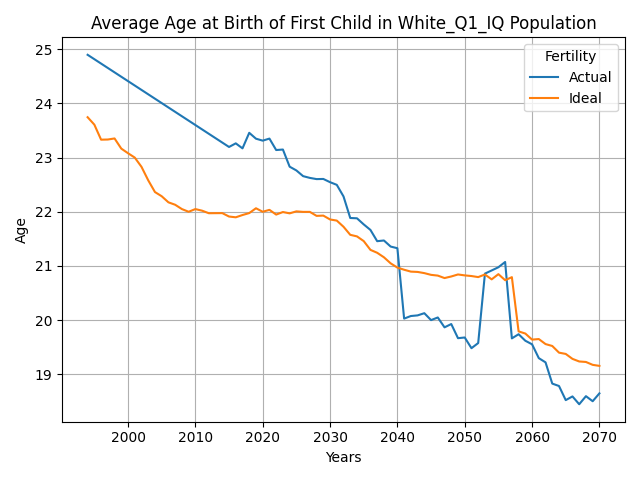 Average Age at Birth of First Child in White_Q1_IQ Population
Fertility
Actual
Ideal
Age
25
24
23
22
21
20
19
2000 2010 2020 2030 2040 2050 2060 2070
Years